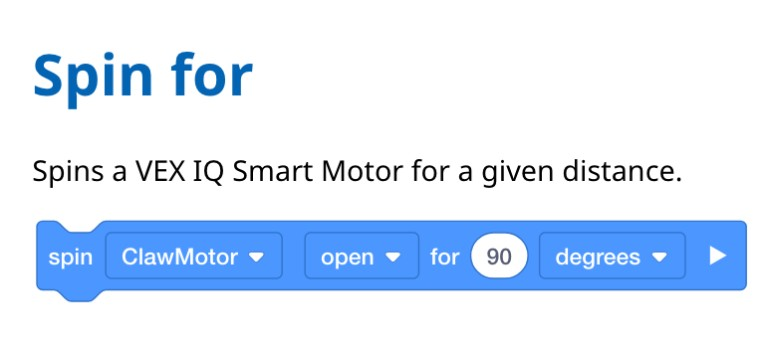 Spin for
Spins a VEX IQ Smart Motor for a given distance.
spin ClawMotor open for 90 degrees